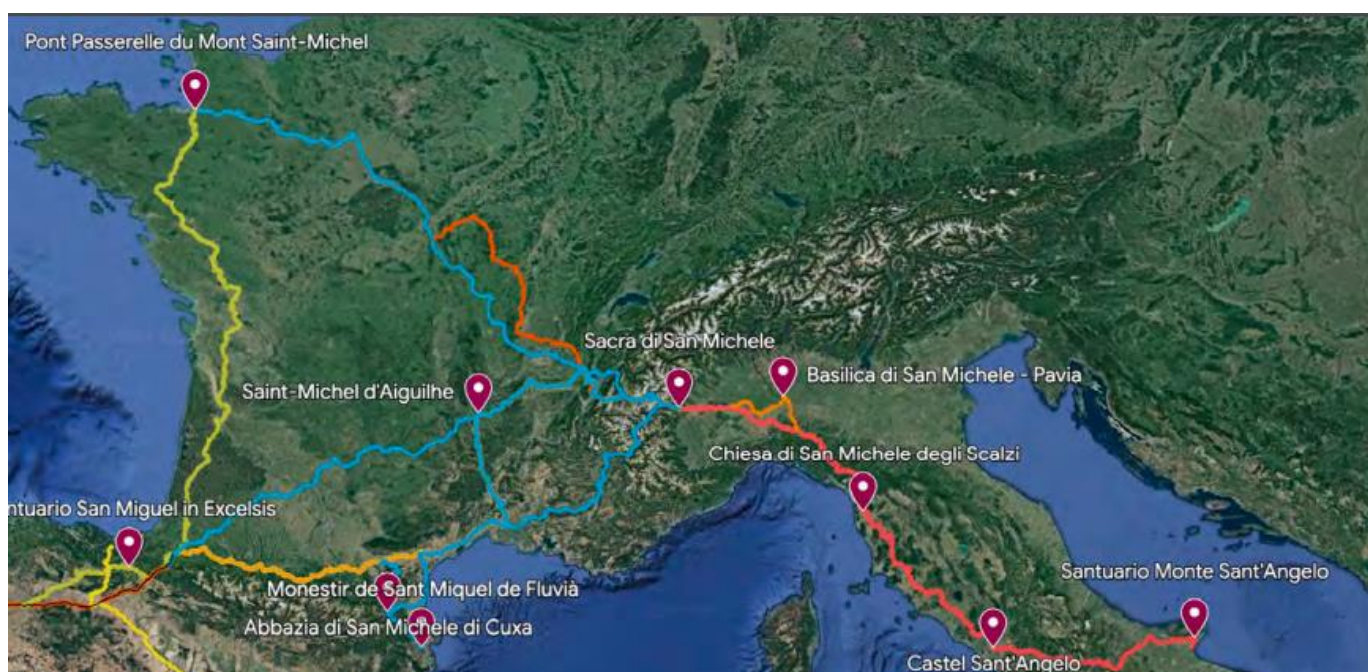 Pont Passerelle du Mont Saint-Michel
Sacra di San Michele
Saint-Michel d'Aiguilhe
Basilica di San Michele - Pavia
Chiesa di San Michele degli Scalzi
ntuario San Miguel in Excelsis
Santuario Monte Sant'Angelo
Monestir de Sant Miquel de Fluvià
Abbazia di San Michele di Cuxa
Castel Sant'Angelo